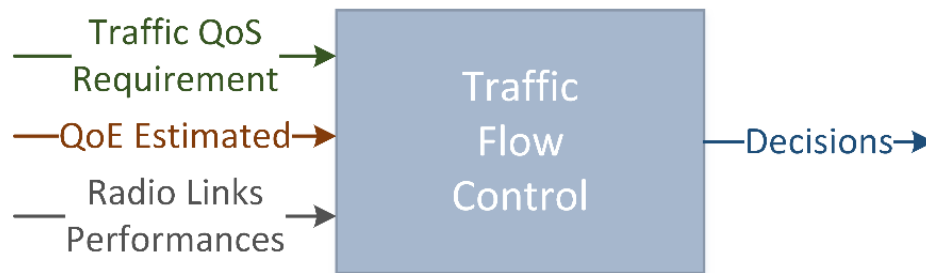 Traffic QoS
Requirement
QoE Estimated
Radio Links
Performances
Traffic
Flow
Control
Decisions